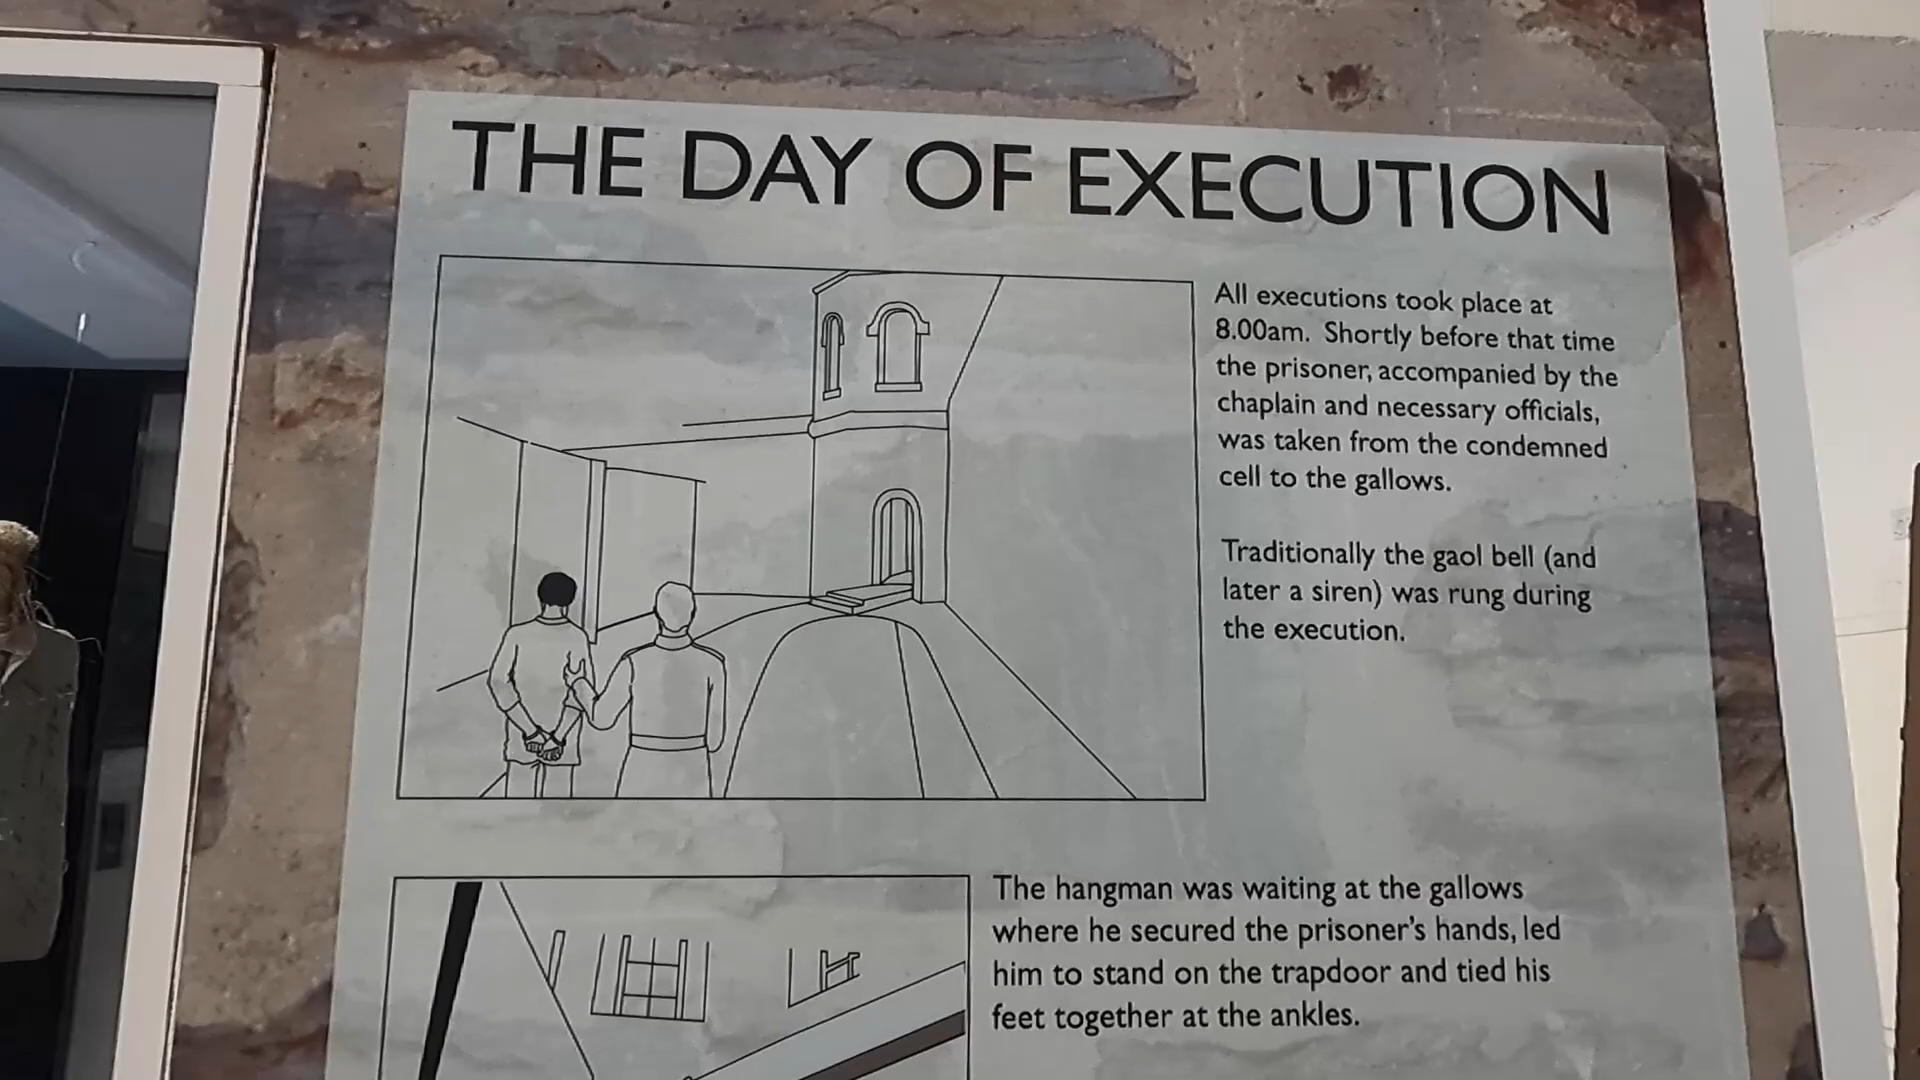 THE DAY OF EXECUTION
All executions took place at
8.00am. Shortly before that time
the prisoner, accompanied by the
chaplain and necessary officials,
was taken from the condemned
cell to the gallows.
Traditionally the gaol bell (and
later a siren) was rung during
the execution.
The hangman was waiting at the gallows
where he secured the prisoner's hands, led
him to stand on the trapdoor and tied his
feet together at the ankles.